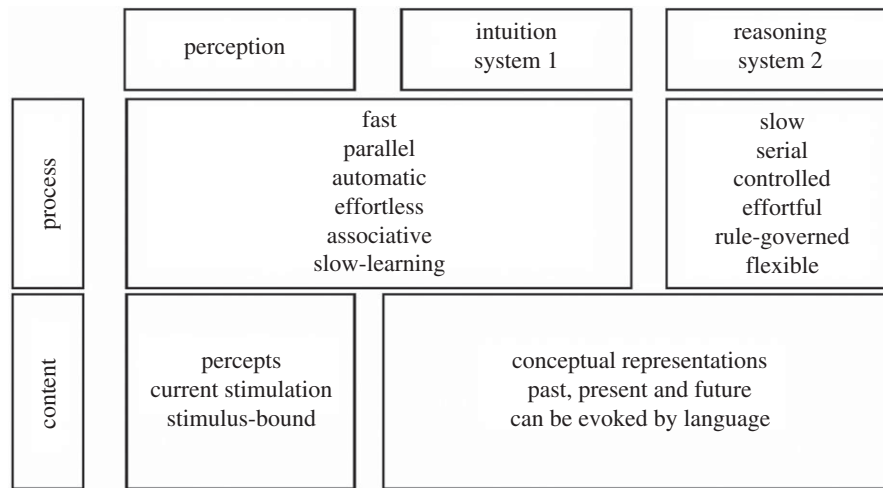 perception
intuition
system 1
reasoning
system 2
process
fast
parallel
automatic
effortless
associative
slow-learning
slow
serial
controlled
effortful
rule-governed
flexible
content
percepts
current stimulation
stimulus-bound
conceptual representations
past, present and future
can be evoked by language